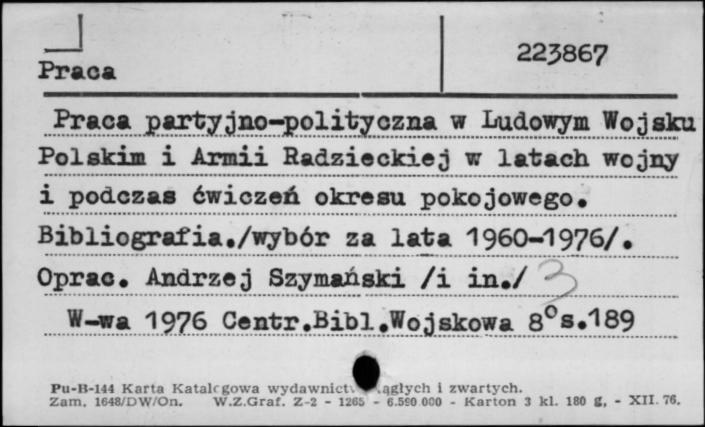 223867
Praca
Praca partyjno-polityczna w Ludowym Wojsku
Polskim i Armii Radzieckiej w latach wojny
i podczas ćwiczeń okresu pokojowego.
Bibliografia./wybór za lata 1960-1976/.
Oprac. Andrzej Szymański /i in./ 3
W-wa 1976 Centr.Bibl.Wojskowa 8° s.189
Pu-B-144 Karta Katalogowa i zwartych.
Zam. 1648/DW/On. W.Z.Graf. Z-2 - 1265 - 6.590 000 - Karton 3 kl. 180 g. - XII. 76.